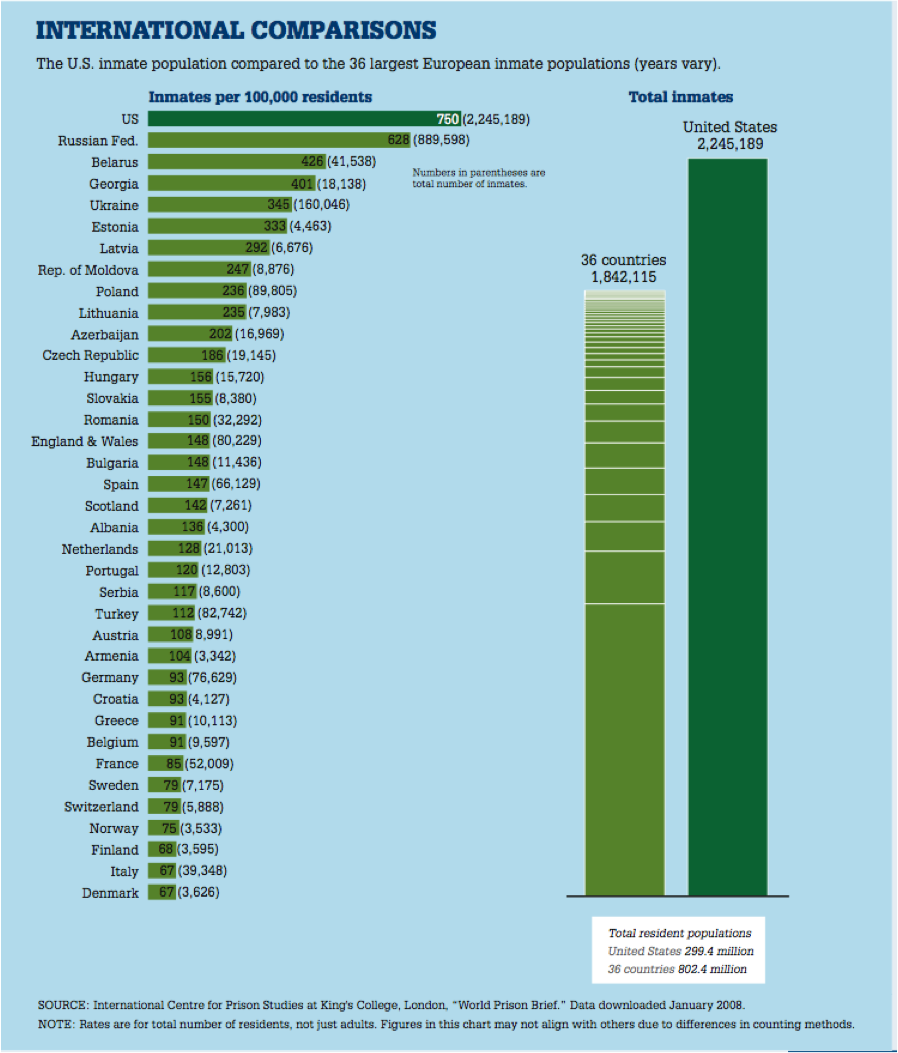 INTERNATIONAL COMPARISONS
The U.S. inmate population compared to the 36 largest European inmate populations (years vary).
Inmates per 100,000 residents
US 750 (2,245,189)
Russian Fed. 628 (889,598)
Belarus 426 (41,538)
Georgia 401 (18,138)
Ukraine 345 (160,046)
Estonia 333 (4,463)
Latvia 292 (6,676)
Rep. of Moldova 247 (8,876)
Poland 236 (89,805)
Lithuania 235 (7,983)
Azerbaijan 202 (16,969)
Czech Republic 186 (19,145)
Hungary 156 (15,720)
Slovakia 155 (8,380)
Romania 150 (32,292)
England & Wales 148 (80,229)
Bulgaria 148 (11,436)
Spain 147 (66,129)
Scotland 142 (7,261)
Albania 136 (4,300)
Netherlands 128 (21,013)
Portugal 120 (12,803)
Serbia 117 (8,600)
Turkey 112 (82,742)
Austria 108 8,991)
Armenia 104 (3,342)
Germany 93 (76,629)
Croatia 93 (4,127)
Greece 91 (10,113)
Belgium 91 (9,597)
France 85 (52,009)
Sweden 79 (7,175)
Switzerland 79 (5,888)
Norway 75 (3,533)
Finland 68 (3,595)
Italy 67 (39,348)
Denmark 67 (3,626)
Numbers in parentheses are
total number of inmates.
Total inmates
36 countries
1,842,115
United States
2,245,189
Total resident populations
United States 299.4 million
36 countries 802.4 million
SOURCE: International Centre for Prison Studies at King's College, London, “World Prison Brief.” Data downloaded January 2008.
NOTE: Rates are for total number of residents, not just adults. Figures in this chart may not align with others due to differences in counting methods.